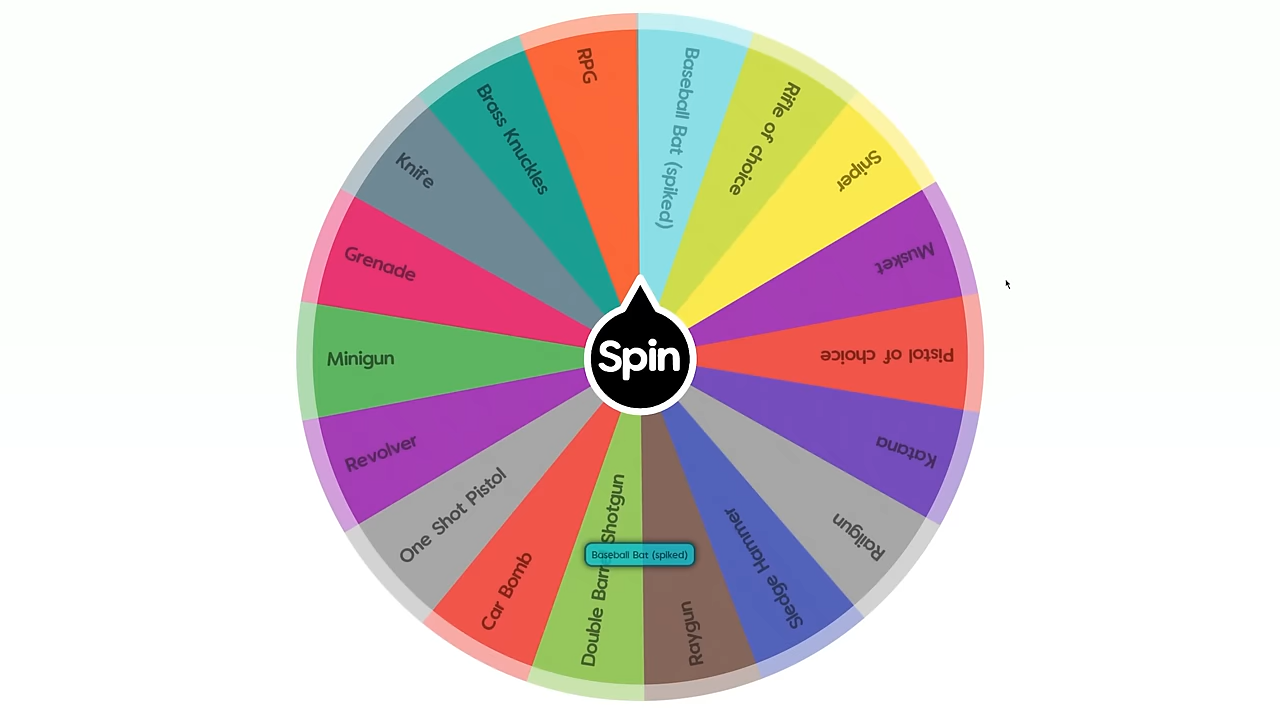 RPG
Baseball Bat (spiked)
Rifle of choice
Sniper
Musket
Pistol of choice
Katana
Railgun
Sledge Hammer
Raygun
Double Barrel Shotgun
Car Bomb
One Shot Pistol
Revolver
Minigun
Grenade
Knife
Brass Knuckles
Spin
Baseball Bat (spiked)